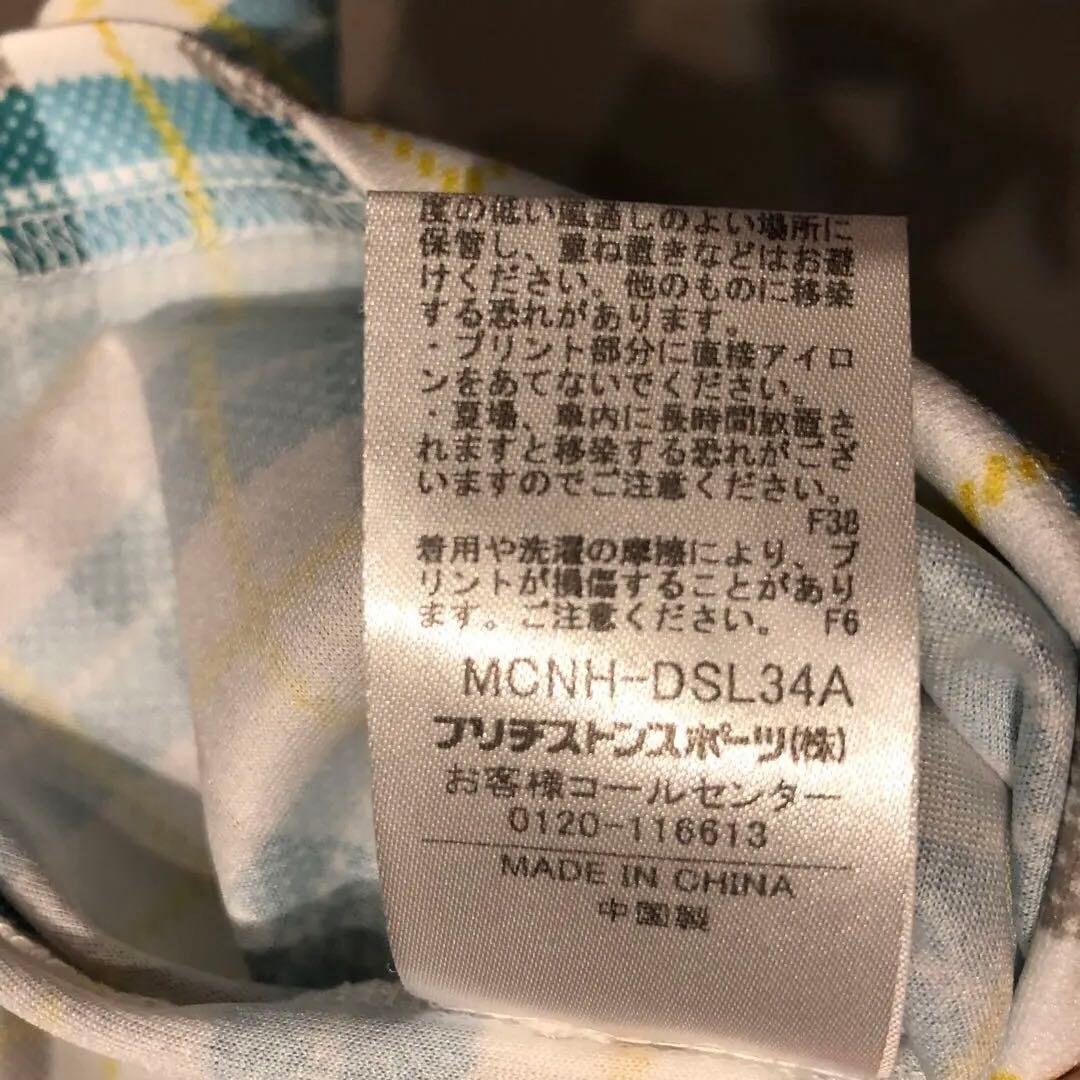 度の低い風通しのよい場所に
保管し、重ね置きなどはお避
けください。他のものに移染
する恐れがあります。
・プリント部分に直接アイロ
ンをあてないでください。
・夏場、車内に長時間放置さ
れますと移染する恐れがござ
いますのでご注意ください。
F38
着用や洗濯の摩擦により、プ
リントが損傷することがあり
ます。ご注意ください。 F6
MCNH-DSL34A
ブリヂストンスポーツ(株)
お客様コールセンター
0120-116613
MADE IN CHINA
中国製